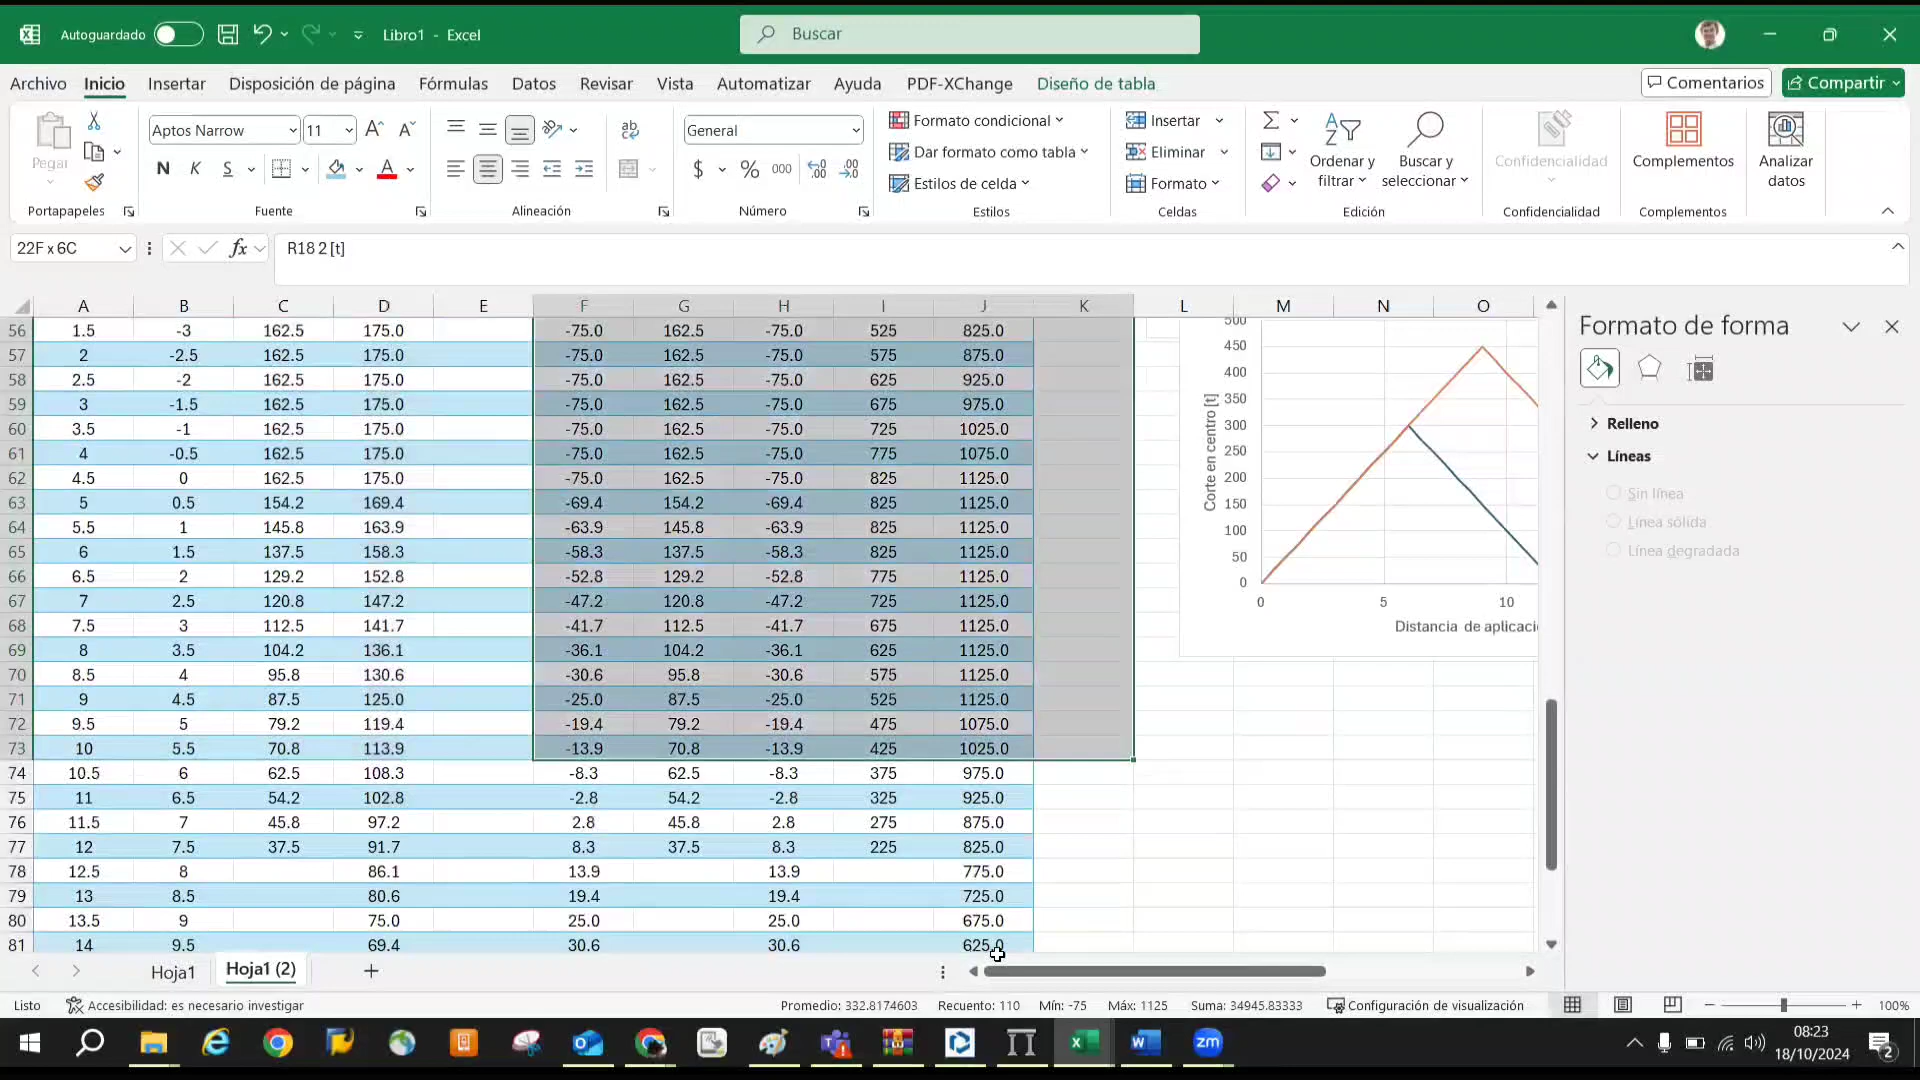 Autoguardado Libro1 - Excel Buscar
Archivo Inicio Insertar Disposición de página Fórmulas Datos Revisar Vista Automatizar Ayuda PDF-XChange Diseño de tabla Comentarios Compartir
Pegar
Portapapeles
Aptos Narrow 11
N K S
Fuente
ab
Alineación
General
$ % 000
Número
Formato condicional
Dar formato como tabla
Estilos de celda
Estilos
Insertar
Eliminar
Formato
Celdas
Ordenar y filtrar
Buscar y seleccionar
Edición
Confidencialidad
Confidencialidad
Complementos
Complementos
Analizar datos
22F x 6C fx R18 2 [t]
A B C D E F G H I J K L M N O
56 1.5 -3 162.5 175.0 -75.0 162.5 -75.0 525 825.0
57 2 -2.5 162.5 175.0 -75.0 162.5 -75.0 575 875.0
58 2.5 -2 162.5 175.0 -75.0 162.5 -75.0 625 925.0
59 3 -1.5 162.5 175.0 -75.0 162.5 -75.0 675 975.0
60 3.5 -1 162.5 175.0 -75.0 162.5 -75.0 725 1025.0
61 4 -0.5 162.5 175.0 -75.0 162.5 -75.0 775 1075.0
62 4.5 0 162.5 175.0 -75.0 162.5 -75.0 825 1125.0
63 5 0.5 154.2 169.4 -69.4 154.2 -69.4 825 1125.0
64 5.5 1 145.8 163.9 -63.9 145.8 -63.9 825 1125.0
65 6 1.5 137.5 158.3 -58.3 137.5 -58.3 825 1125.0
66 6.5 2 129.2 152.8 -52.8 129.2 -52.8 775 1125.0
67 7 2.5 120.8 147.2 -47.2 120.8 -47.2 725 1125.0
68 7.5 3 112.5 141.7 -41.7 112.5 -41.7 675 1125.0
69 8 3.5 104.2 136.1 -36.1 104.2 -36.1 625 1125.0
70 8.5 4 95.8 130.6 -30.6 95.8 -30.6 575 1125.0
71 9 4.5 87.5 125.0 -25.0 87.5 -25.0 525 1125.0
72 9.5 5 79.2 119.4 -19.4 79.2 -19.4 475 1075.0
73 10 5.5 70.8 113.9 -13.9 70.8 -13.9 425 1025.0
74 10.5 6 62.5 108.3 -8.3 62.5 -8.3 375 975.0
75 11 6.5 54.2 102.8 -2.8 54.2 -2.8 325 925.0
76 11.5 7 45.8 97.2 2.8 45.8 2.8 275 875.0
77 12 7.5 37.5 91.7 8.3 37.5 8.3 225 825.0
78 12.5 8 86.1 13.9 13.9 775.0
79 13 8.5 80.6 19.4 19.4 725.0
80 13.5 9 75.0 25.0 25.0 675.0
81 14 9.5 69.4 30.6 30.6 625.0
Corte en centro [t]
500
450
400
350
300
250
200
150
100
50
0
0 5 10
Distancia de aplicaci
Formato de forma
Relleno
Líneas
Sin línea
Línea sólida
Línea degradada
Hoja1 Hoja1 (2)
Listo Accesibilidad: es necesario investigar Promedio: 332.8174603 Recuento: 110 Mín: -75 Máx: 1125 Suma: 34945.83333 Configuración de visualización 100%
zm
08:23
18/10/2024
2